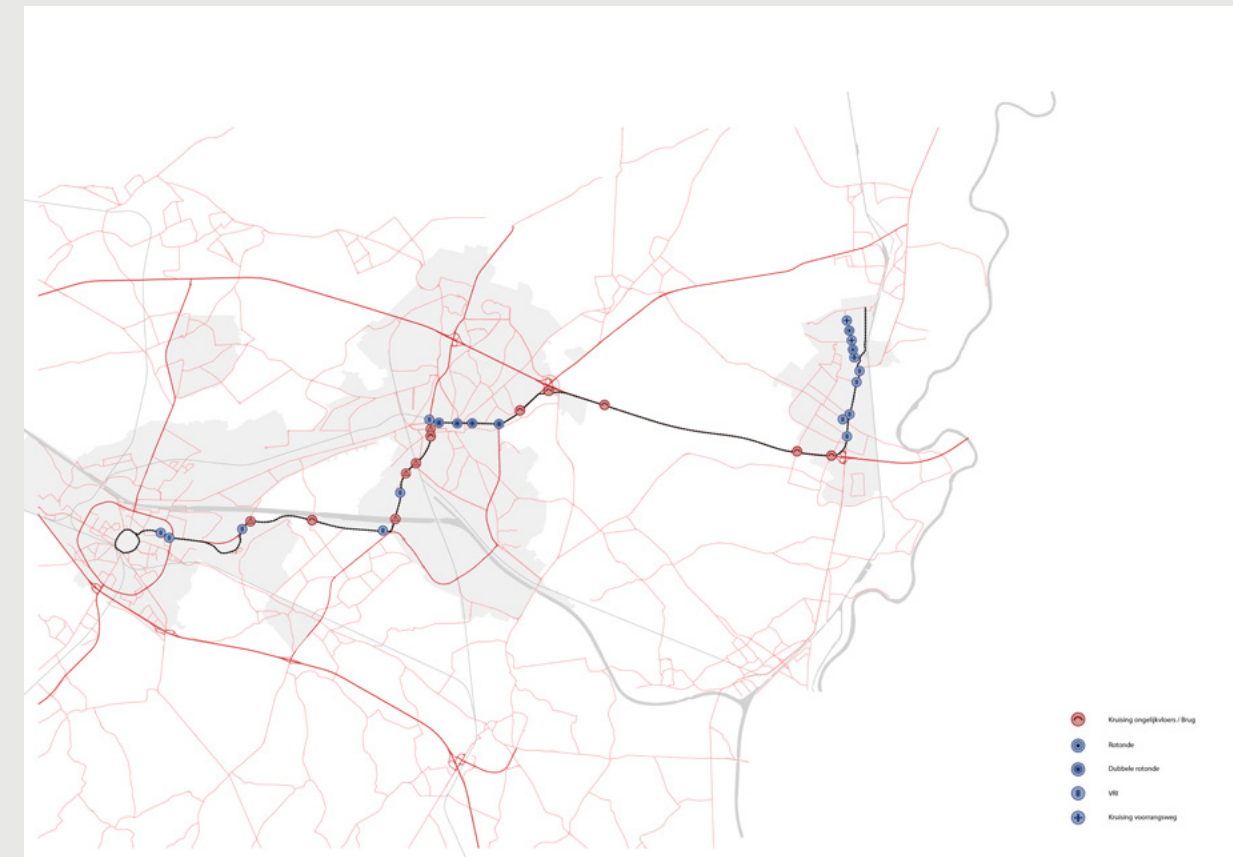 Kruising ongelijkvloers / Brug
Rotonde
Dubbele rotonde
VRI
Kruising voorrangsweg